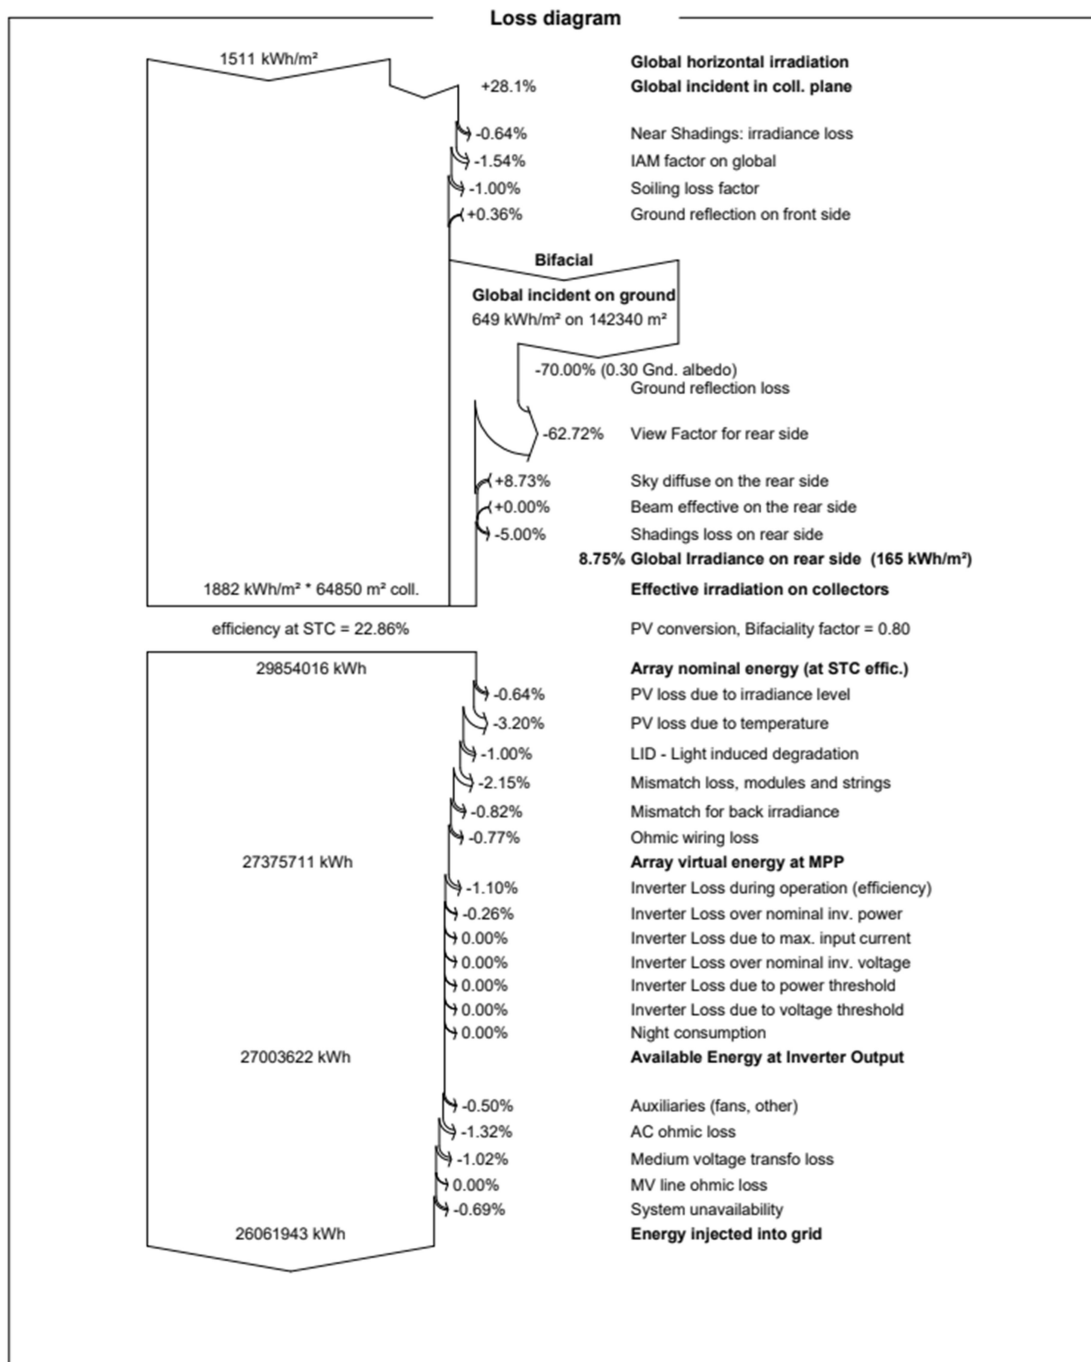 Loss diagram
1511 kWh/m²
Global horizontal irradiation
+28.1% Global incident in coll. plane
-0.64% Near Shadings: irradiance loss
-1.54% IAM factor on global
-1.00% Soiling loss factor
+0.36% Ground reflection on front side
Bifacial
Global incident on ground
649 kWh/m² on 142340 m²
-70.00% (0.30 Gnd. albedo)
Ground reflection loss
-62.72% View Factor for rear side
+8.73% Sky diffuse on the rear side
+0.00% Beam effective on the rear side
-5.00% Shadings loss on rear side
8.75% Global Irradiance on rear side (165 kWh/m²)
1882 kWh/m² * 64850 m² coll. Effective irradiation on collectors
efficiency at STC = 22.86% PV conversion, Bifaciality factor = 0.80
29854016 kWh Array nominal energy (at STC effic.)
-0.64% PV loss due to irradiance level
-3.20% PV loss due to temperature
-1.00% LID - Light induced degradation
-2.15% Mismatch loss, modules and strings
-0.82% Mismatch for back irradiance
-0.77% Ohmic wiring loss
27375711 kWh Array virtual energy at MPP
-1.10% Inverter Loss during operation (efficiency)
-0.26% Inverter Loss over nominal inv. power
0.00% Inverter Loss due to max. input current
0.00% Inverter Loss over nominal inv. voltage
0.00% Inverter Loss due to power threshold
0.00% Inverter Loss due to voltage threshold
0.00% Night consumption
27003622 kWh Available Energy at Inverter Output
-0.50% Auxiliaries (fans, other)
-1.32% AC ohmic loss
-1.02% Medium voltage transfo loss
0.00% MV line ohmic loss
-0.69% System unavailability
26061943 kWh Energy injected into grid